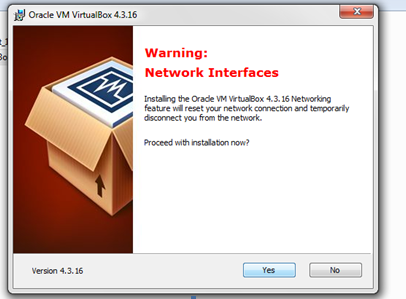 Oracle VM VirtualBox 4.3.16
Warning:
Network Interfaces
Installing the Oracle VM VirtualBox 4.3.16 Networking
feature will reset your network connection and temporarily
disconnect you from the network.
Proceed with installation now?
Version 4.3.16
Yes
No